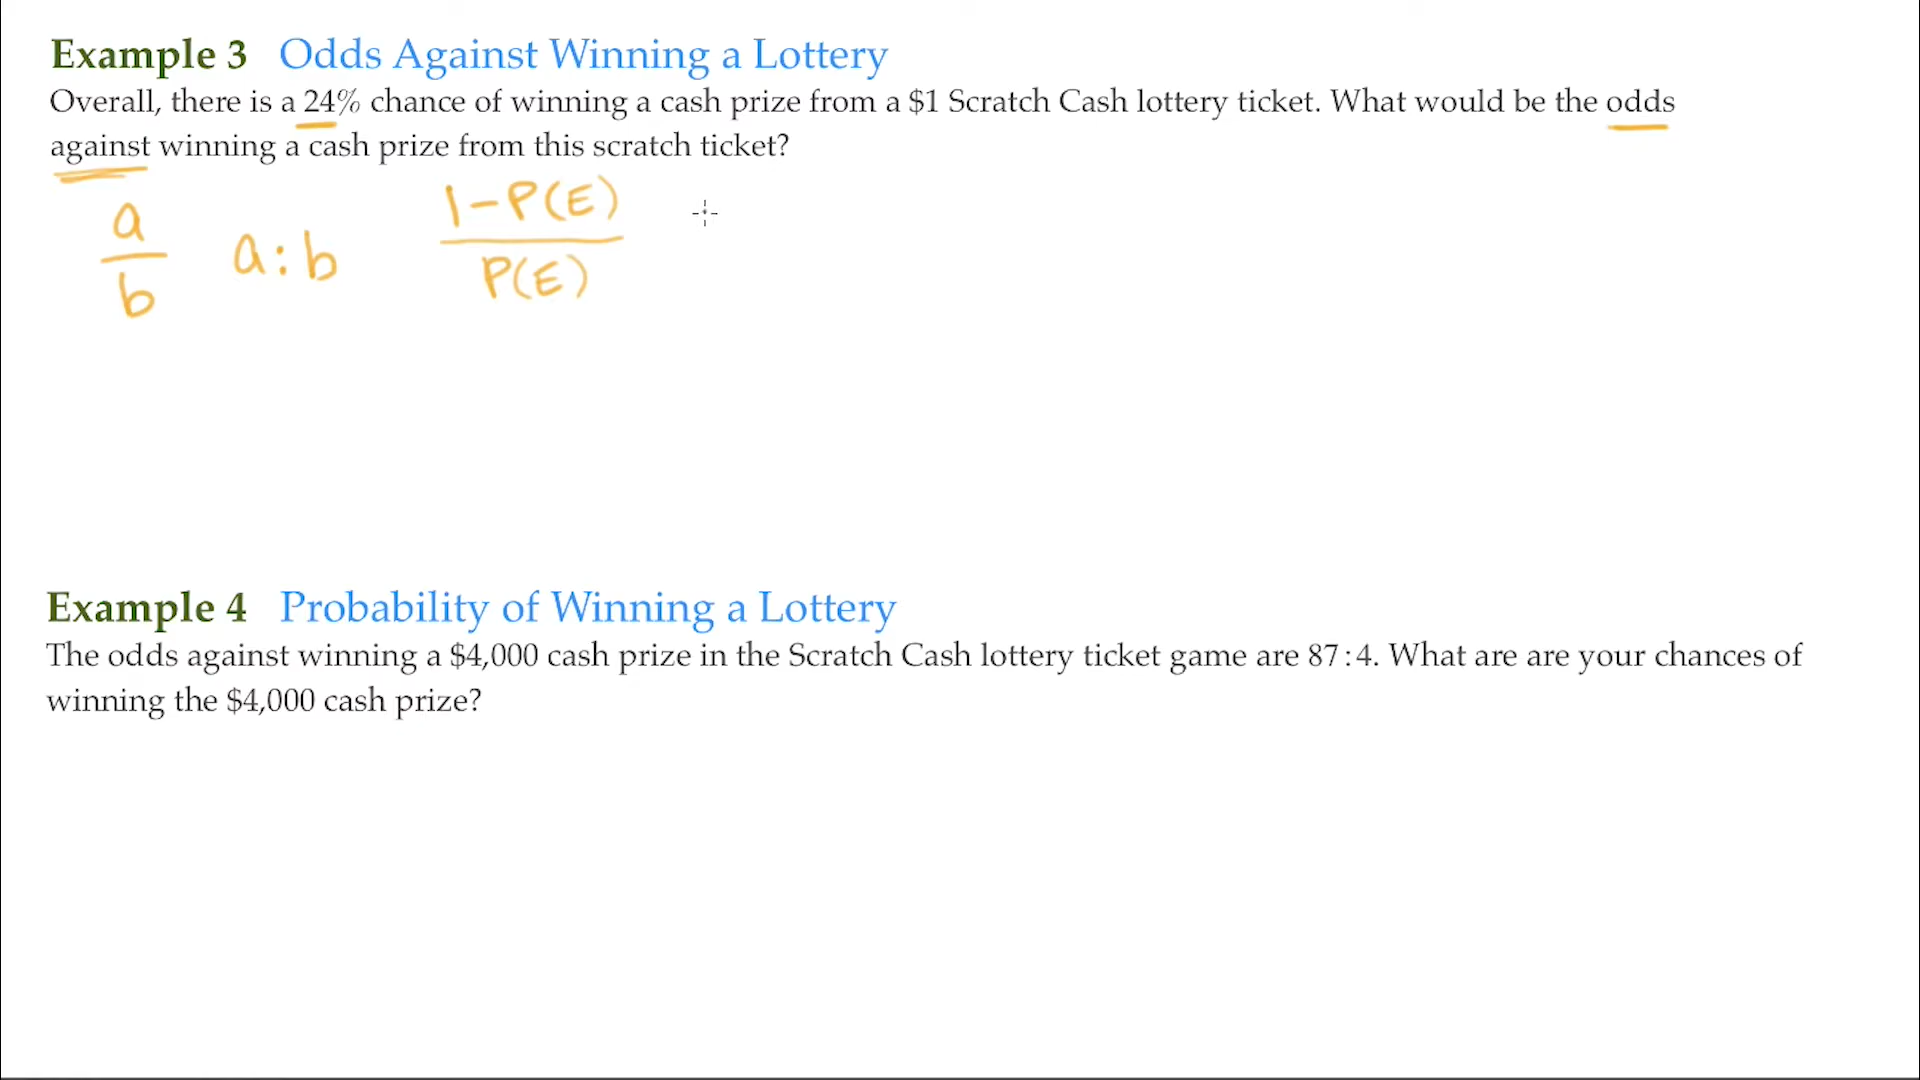 Example 3 Odds Against Winning a Lottery
Overall, there is a 24% chance of winning a cash prize from a $1 Scratch Cash lottery ticket. What would be the odds
against winning a cash prize from this scratch ticket?
a/b a:b (1-P(E))/P(E)
Example 4 Probability of Winning a Lottery
The odds against winning a $4,000 cash prize in the Scratch Cash lottery ticket game are 87:4. What are are your chances of
winning the $4,000 cash prize?